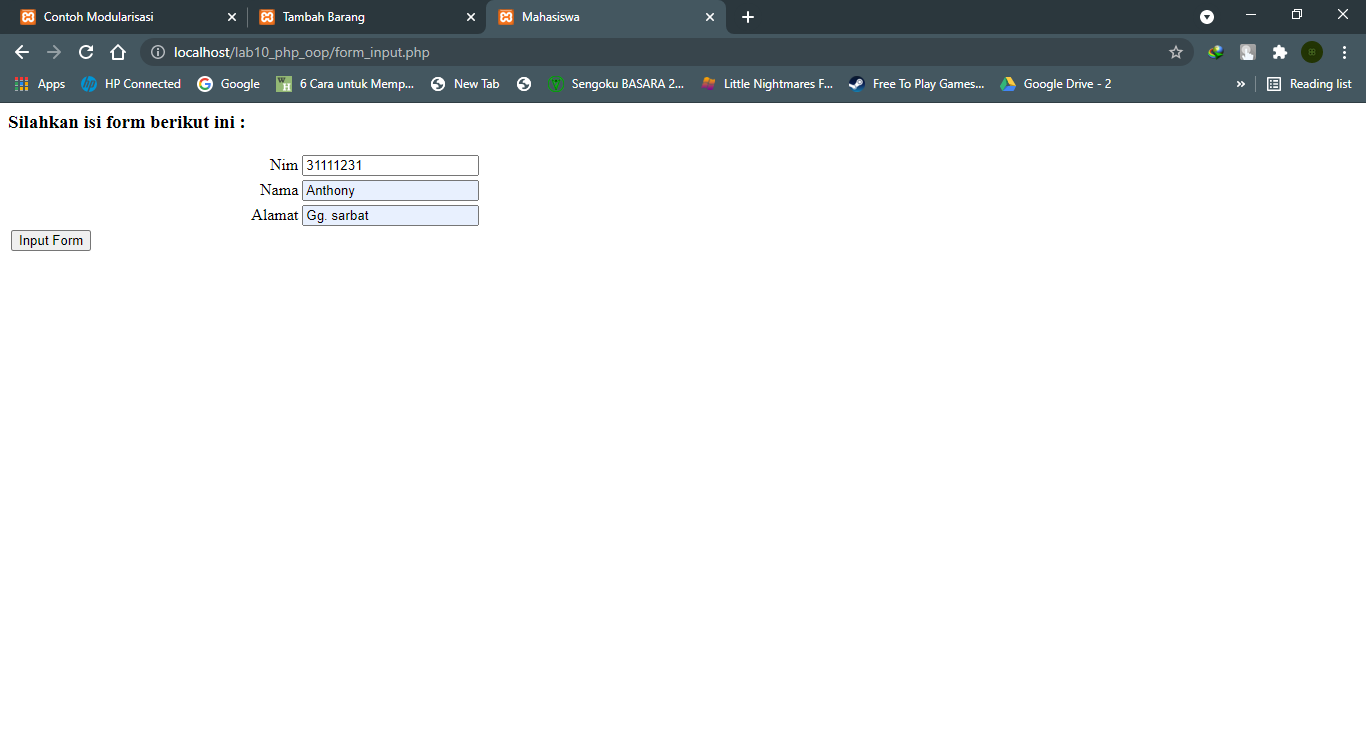 Contoh Modularisasi
Tambah Barang
Mahasiswa
localhost/lab10_php_oop/form_input.php
Apps
HP Connected
Google
6 Cara untuk Memp...
New Tab
Sengoku BASARA 2...
Little Nightmares F...
Free To Play Games...
Google Drive - 2
»
Reading list
Silahkan isi form berikut ini :
Nim 31111231
Nama Anthony
Alamat Gg. sarbat
Input Form